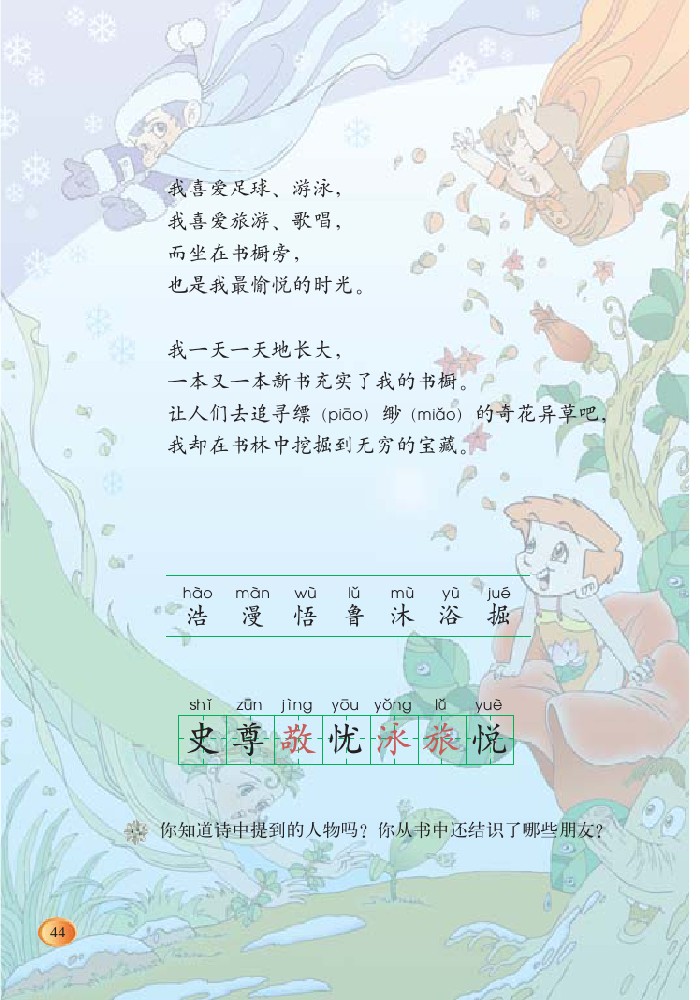 我喜爱足球、游泳，
我喜爱旅游、歌唱，
而坐在书橱旁，
也是我最愉悦的时光。
我一天一天地长大，
一本又一本新书充实了我的书橱。
让人们去追寻缥（piāo）缈（miǎo）的奇花异草吧，
我却在书林中挖掘到无穷的宝藏。
hào màn wù lǔ mù yù jué
浩 漫 悟 鲁 沐 浴 掘
shǐ zūn jìng yōu yǒng lǚ yuè
史 尊 敬 忧 泳 旅 悦
你知道诗中提到的人物吗？你从书中还结识了哪些朋友？
44